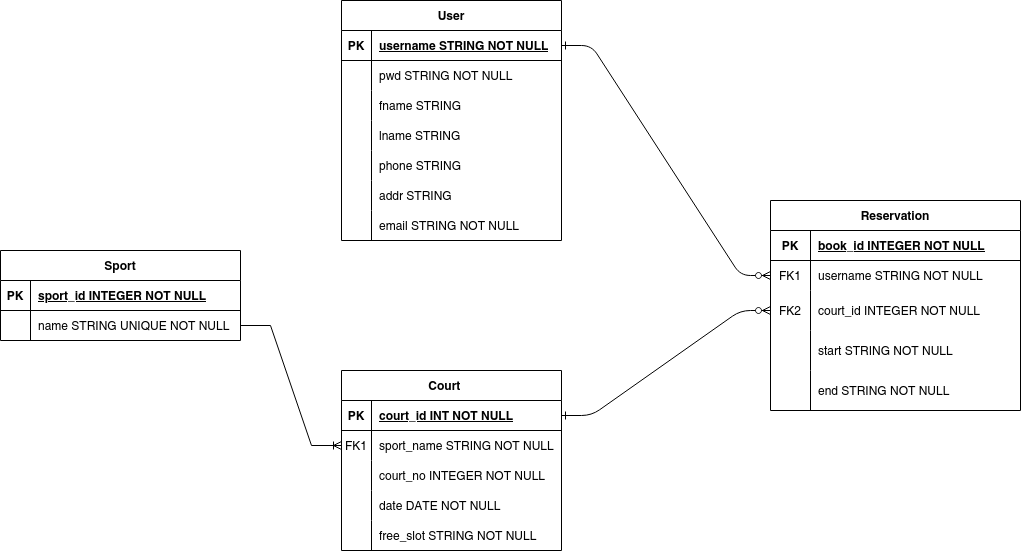 User
PK username STRING NOT NULL
pwd STRING NOT NULL
fname STRING
lname STRING
phone STRING
addr STRING
email STRING NOT NULL
Sport
PK sport_id INTEGER NOT NULL
name STRING UNIQUE NOT NULL
Court
PK court_id INT NOT NULL
FK1 sport_name STRING NOT NULL
court_no INTEGER NOT NULL
date DATE NOT NULL
free_slot STRING NOT NULL
Reservation
PK book_id INTEGER NOT NULL
FK1 username STRING NOT NULL
FK2 court_id INTEGER NOT NULL
start STRING NOT NULL
end STRING NOT NULL